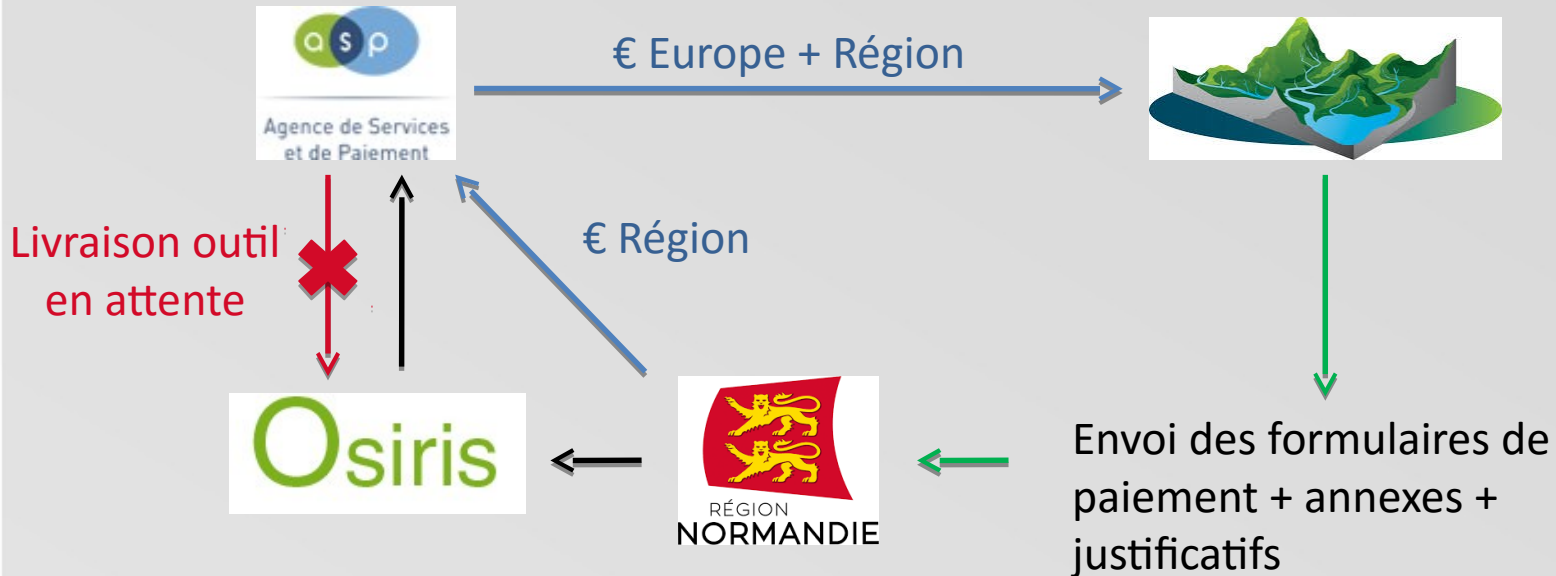 asp
Agence de Services
et de Paiement
€ Europe + Région
€ Région
Livraison outil
en attente
Osiris
RÉGION
NORMANDIE
Envoi des formulaires de
paiement + annexes +
justificatifs